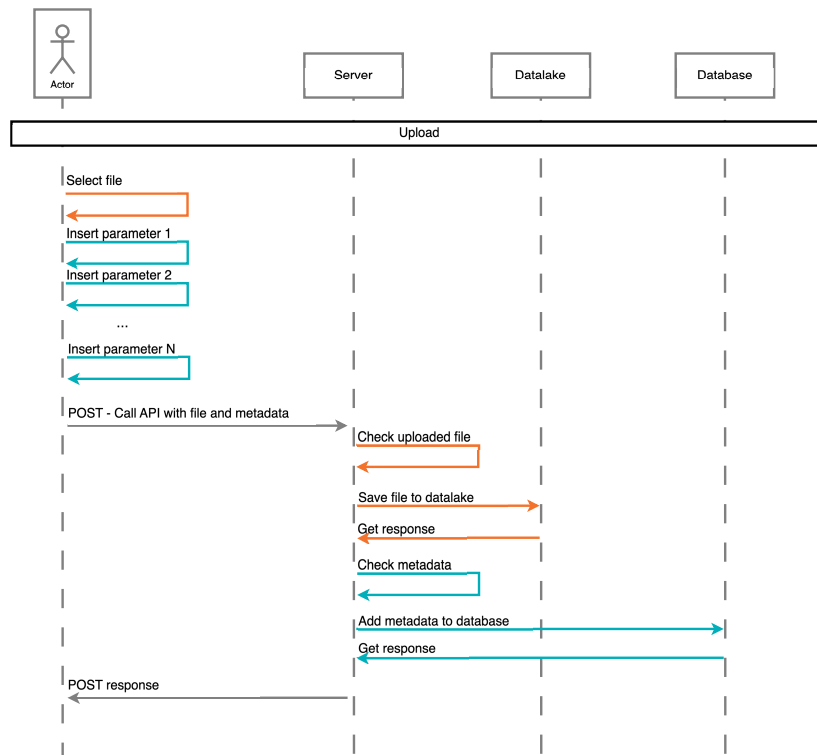 Actor
Server
Datalake
Database
Upload
Select file
Insert parameter 1
Insert parameter 2
...
Insert parameter N
POST - Call API with file and metadata
Check uploaded file
Save file to datalake
Get response
Check metadata
Add metadata to database
Get response
POST response